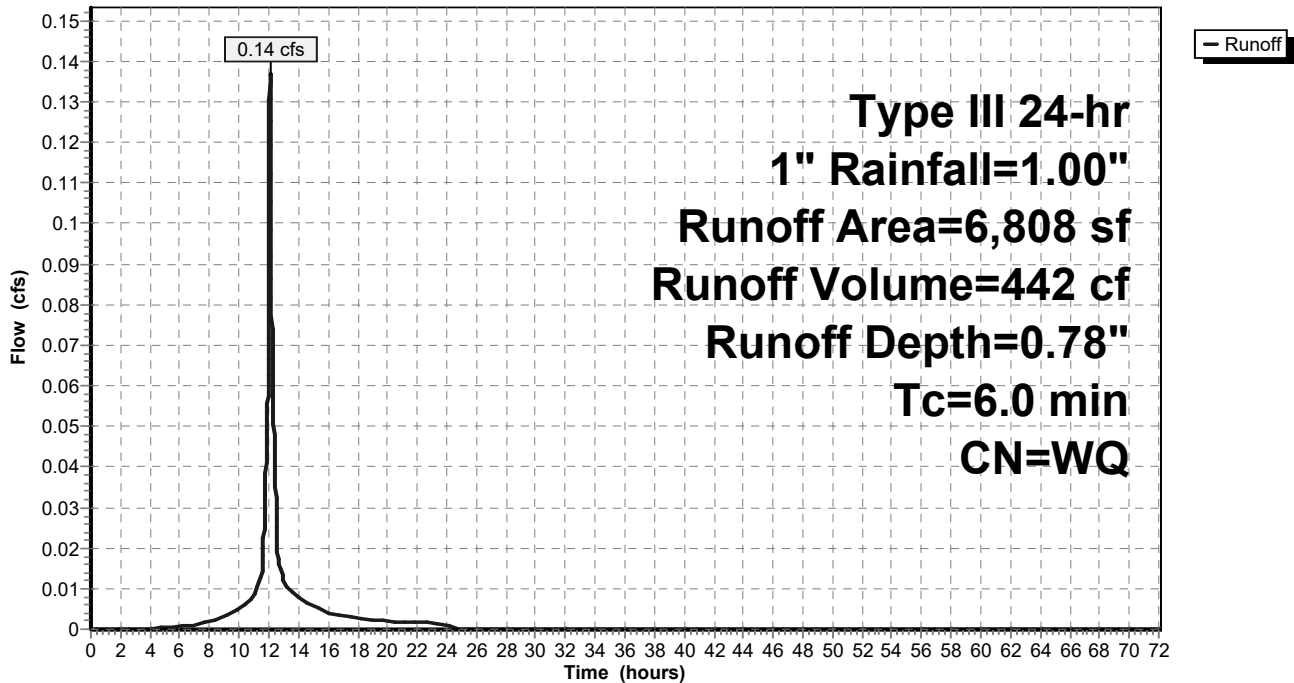 0.15
0.14
0.13
0.12
0.11
0.1
0.09
0.08
0.07
0.06
0.05
0.04
0.03
0.02
0.01
0
Flow (cfs)
0.14 cfs
Runoff
Type III 24-hr
1" Rainfall=1.00"
Runoff Area=6,808 sf
Runoff Volume=442 cf
Runoff Depth=0.78"
Tc=6.0 min
CN=WQ
0 2 4 6 8 10 12 14 16 18 20 22 24 26 28 30 32 34 36 38 40 42 44 46 48 50 52 54 56 58 60 62 64 66 68 70 72
Time (hours)